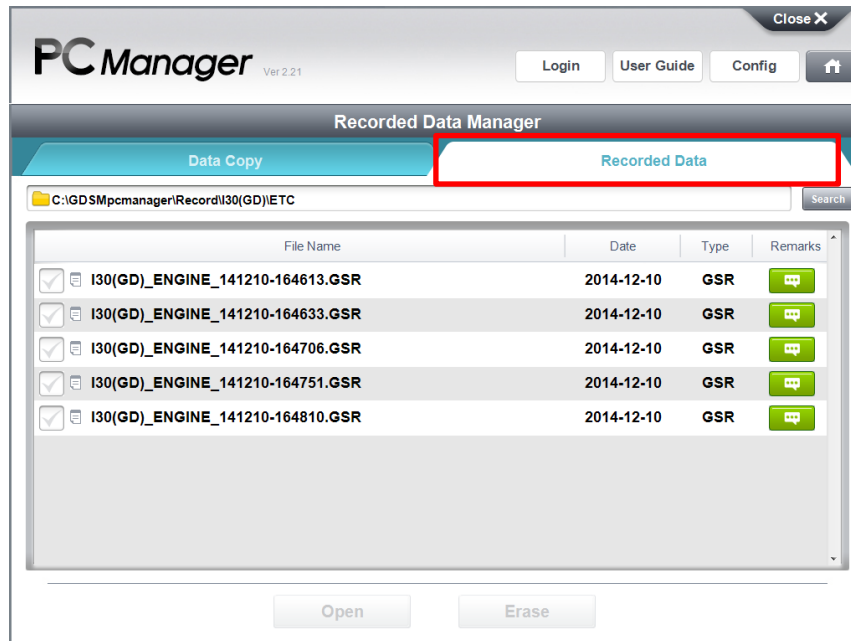 Close X
PC Manager Ver 2.21
Login User Guide Config
Recorded Data Manager
Data Copy Recorded Data
C:\GDSMpcmanager\Record\I30(GD)\ETC Search
File Name Date Type Remarks
I30(GD)_ENGINE_141210-164613.GSR 2014-12-10 GSR
I30(GD)_ENGINE_141210-164633.GSR 2014-12-10 GSR
I30(GD)_ENGINE_141210-164706.GSR 2014-12-10 GSR
I30(GD)_ENGINE_141210-164751.GSR 2014-12-10 GSR
I30(GD)_ENGINE_141210-164810.GSR 2014-12-10 GSR
Open Erase